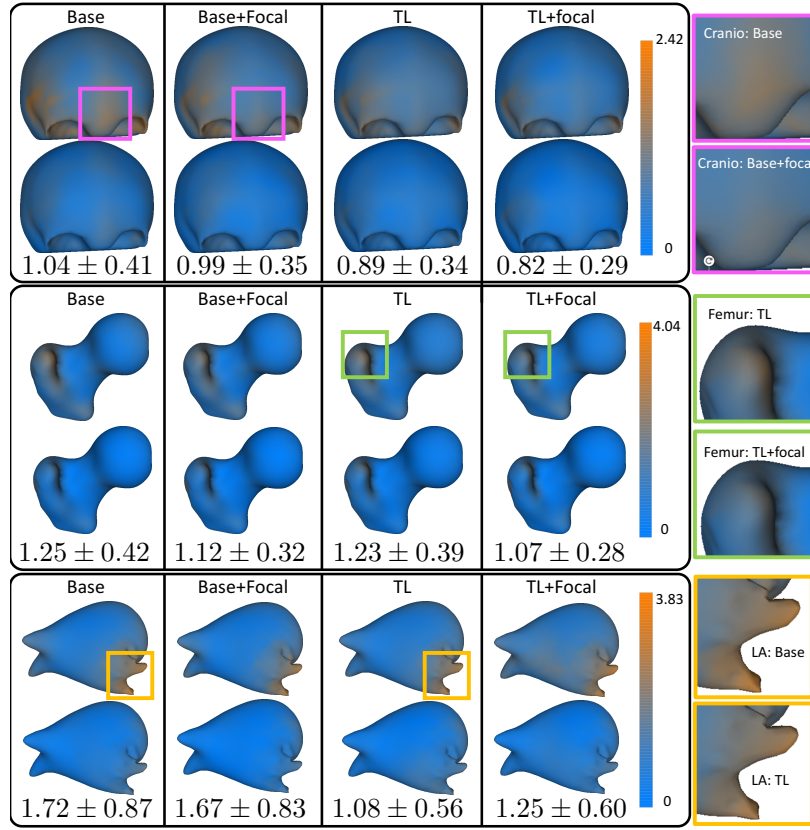 Base Base+Focal TL TL+focal
2.42
Cranio: Base
Cranio: Base+focal
0
1.04 ± 0.41 0.99 ± 0.35 0.89 ± 0.34 0.82 ± 0.29
Base Base+Focal TL TL+Focal
4.04
Femur: TL
Femur: TL+focal
0
1.25 ± 0.42 1.12 ± 0.32 1.23 ± 0.39 1.07 ± 0.28
Base Base+Focal TL TL+Focal
3.83
LA: Base
LA: TL
0
1.72 ± 0.87 1.67 ± 0.83 1.08 ± 0.56 1.25 ± 0.60